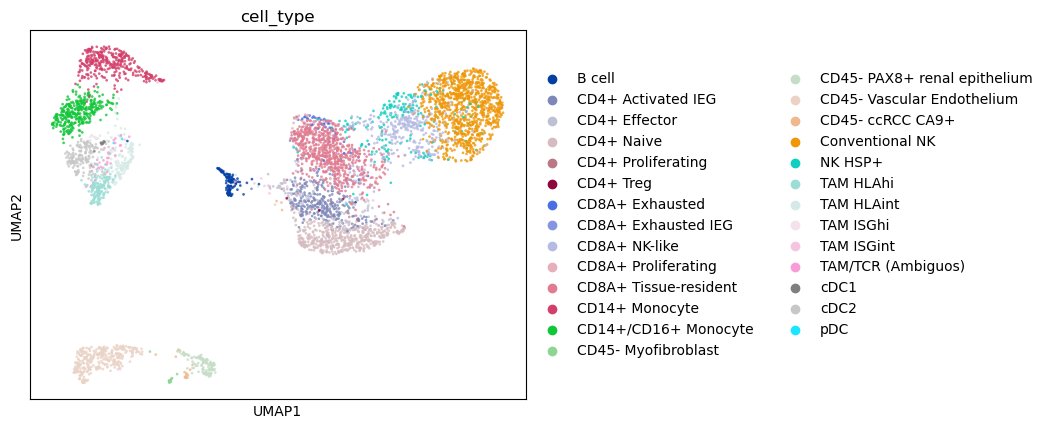 cell_type
UMAP2
UMAP1
B cell
CD4+ Activated IEG
CD4+ Effector
CD4+ Naive
CD4+ Proliferating
CD4+ Treg
CD8A+ Exhausted
CD8A+ Exhausted IEG
CD8A+ NK-like
CD8A+ Proliferating
CD8A+ Tissue-resident
CD14+ Monocyte
CD14+/CD16+ Monocyte
CD45- Myofibroblast
CD45- PAX8+ renal epithelium
CD45- Vascular Endothelium
CD45- ccRCC CA9+
Conventional NK
NK HSP+
TAM HLAhi
TAM HLAint
TAM ISGhi
TAM ISGint
TAM/TCR (Ambiguos)
cDC1
cDC2
pDC